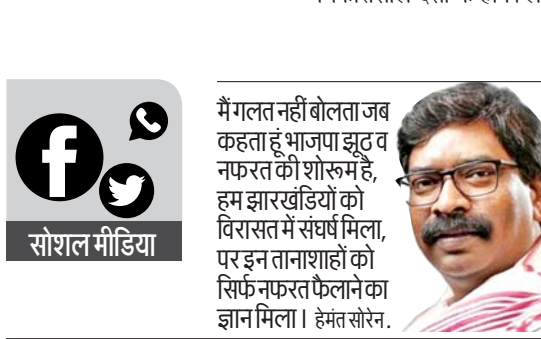 सोशल मीडिया
मैं गलत नहीं बोलता जब
कहता हूं भाजपा झूठ व
नफरत की शोरूम है,
हम झारखंडियों को
विरासत में संघर्ष मिला,
पर इन तानाशाहों को
सिर्फ नफरत फैलाने का
ज्ञान मिला। हेमंत सोरेन.